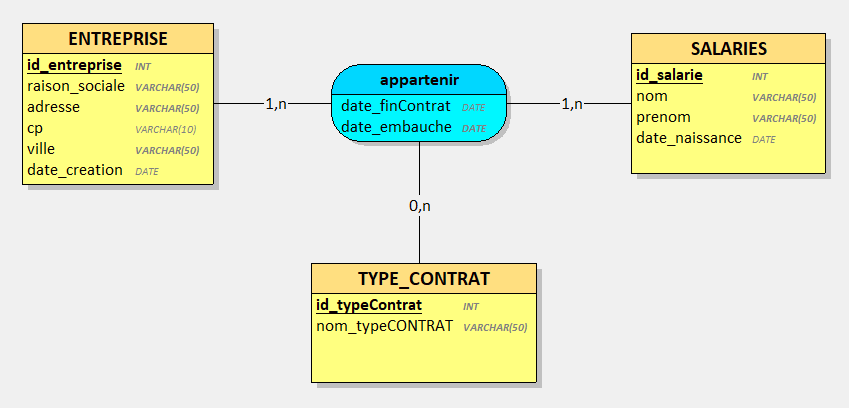 ENTREPRISE
id_entreprise INT
raison_sociale VARCHAR(50)
adresse VARCHAR(50)
cp VARCHAR(10)
ville VARCHAR(50)
date_creation DATE
1,n
appartenir
date_finContrat DATE
date_embauche DATE
1,n
SALARIES
id_salarie INT
nom VARCHAR(50)
prenom VARCHAR(50)
date_naissance DATE
0,n
TYPE_CONTRAT
id_typeContrat INT
nom_typeCONTRAT VARCHAR(50)